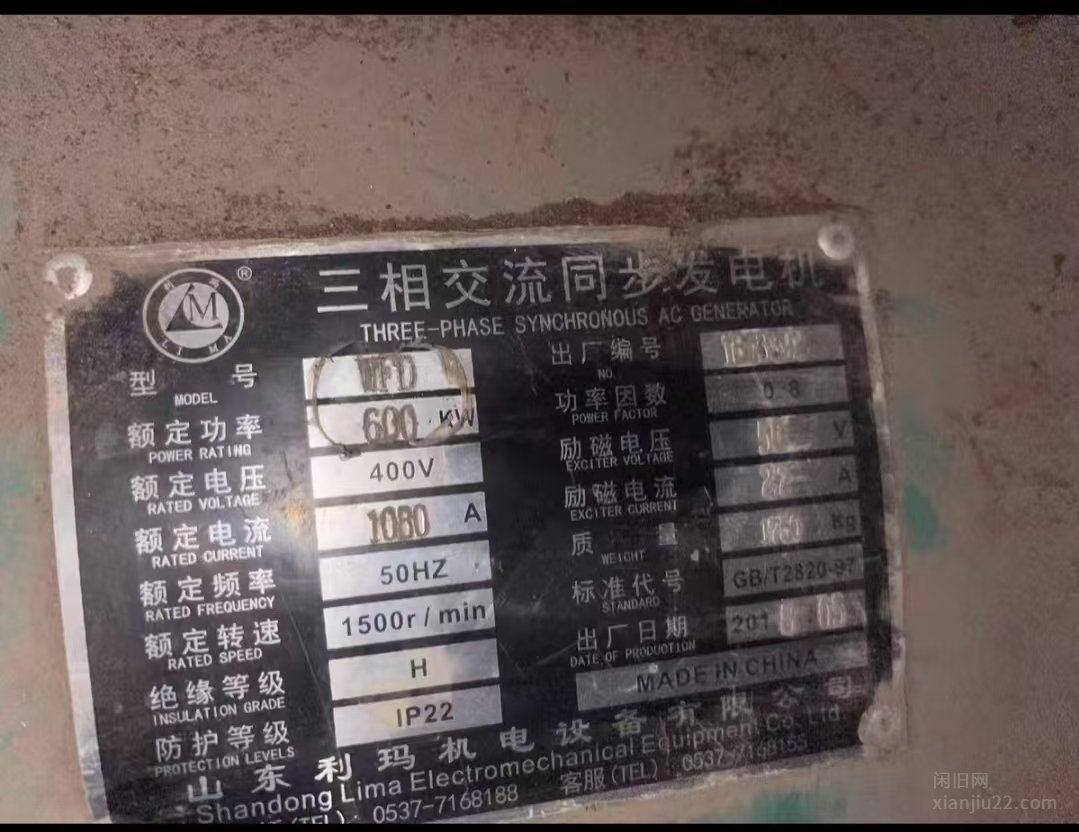 LIMA
®
三相交流同步发电机
THREE-PHASE SYNCHRONOUS AC GENERATOR
型号 WFD
MODEL
额定功率 600 KW
POWER RATING
额定电压 400V
RATED VOLTAGE
额定电流 1080 A
RATED CURRENT
额定频率 50HZ
RATED FREQUENCY
额定转速 1500r/min
RATED SPEED
绝缘等级 H
INSULATION GRADE
防护等级 IP22
PROTECTION LEVELS
出厂编号
NO.
功率因数 0.8
POWER FACTOR
励磁电压 V
EXCITER VOLTAGE
励磁电流 A
EXCITER CURRENT
质量 1750 Kg
WEIGHT
标准代号 GB/T2820-97
STANDARD
出厂日期
DATE OF PRODUCTION
MADE IN CHINA
山东利玛机电设备有限公司
Shandong Lima Electromechanical Equipment Co.Ltd.
(TEL): 0537-7168188 客服(TEL): 0537-7168155
闲旧网
xianjiu22.com